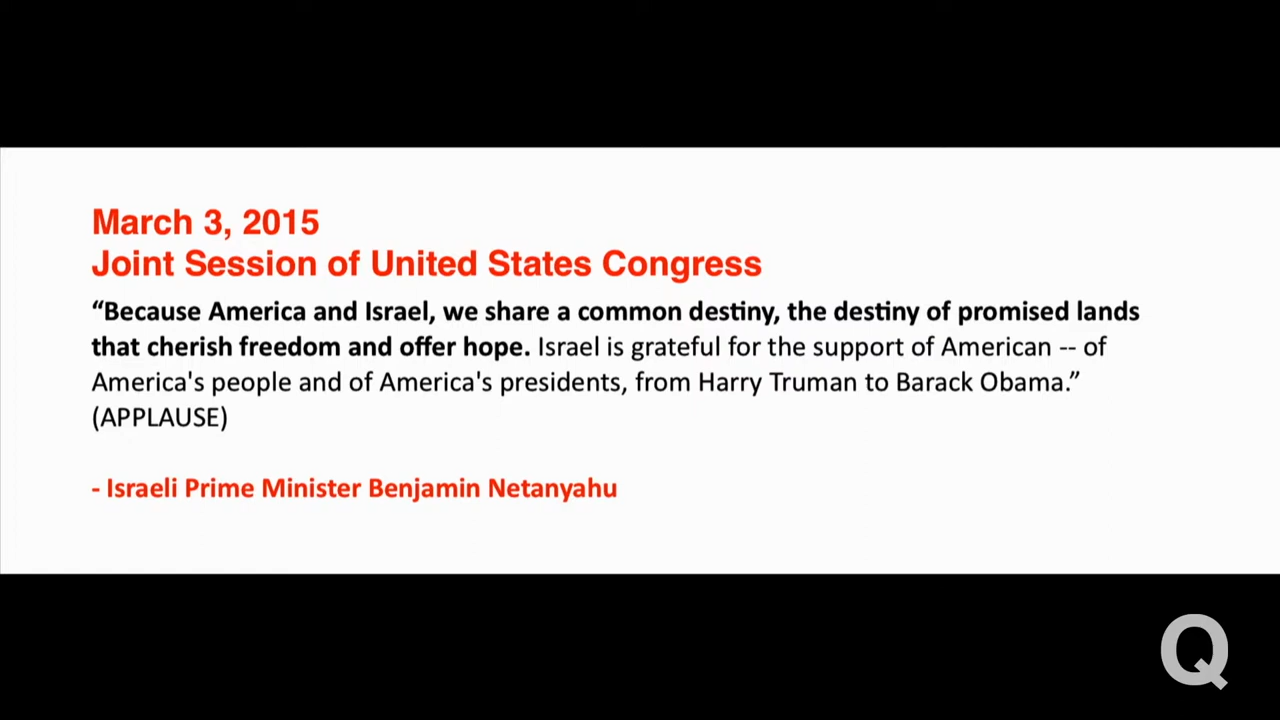 March 3, 2015
Joint Session of United States Congress
“Because America and Israel, we share a common destiny, the destiny of promised lands
that cherish freedom and offer hope. Israel is grateful for the support of American -- of
America's people and of America's presidents, from Harry Truman to Barack Obama.”
(APPLAUSE)
- Israeli Prime Minister Benjamin Netanyahu
Q